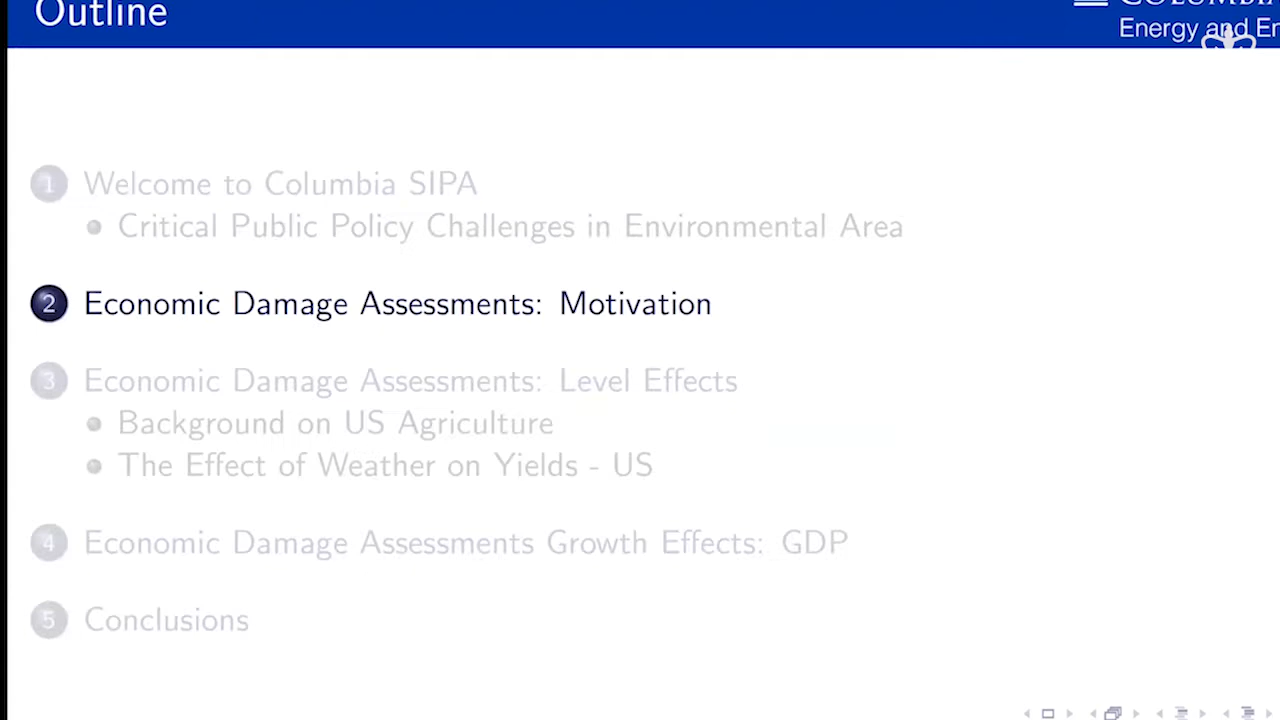 Outline
Energy and En
1 Welcome to Columbia SIPA
Critical Public Policy Challenges in Environmental Area
2 Economic Damage Assessments: Motivation
3 Economic Damage Assessments: Level Effects
Background on US Agriculture
The Effect of Weather on Yields - US
4 Economic Damage Assessments Growth Effects: GDP
5 Conclusions